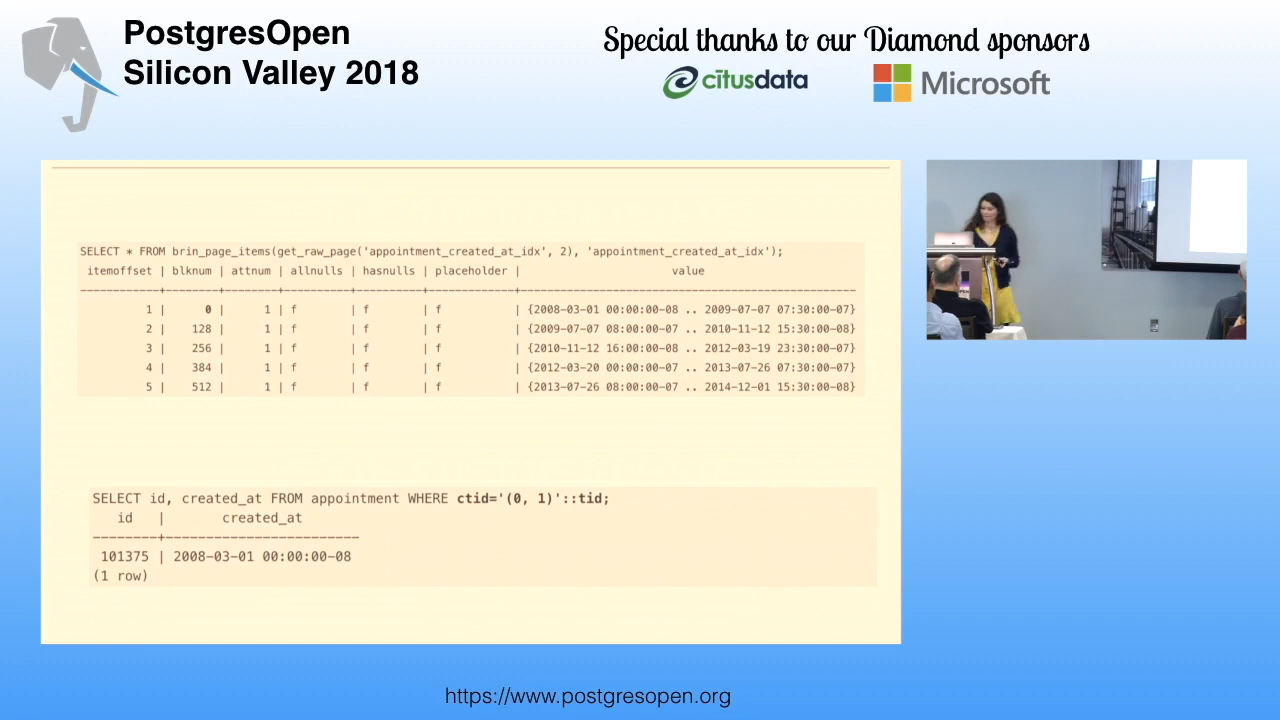 PostgresOpen
Silicon Valley 2018
Special thanks to our Diamond sponsors
citusdata
Microsoft
SELECT * FROM brin_page_items(get_raw_page('appointment_created_at_idx', 2), 'appointment_created_at_idx');
itemoffset | blknum | attnum | allnulls | hasnulls | placeholder | value
------------+--------+--------+----------+----------+-------------+----------------------------------------------------
1 | 0 | 1 | f | f | f | {2008-03-01 00:00:00-08 .. 2009-07-07 07:30:00-07}
2 | 128 | 1 | f | f | f | {2009-07-07 08:00:00-07 .. 2010-11-12 15:30:00-08}
3 | 256 | 1 | f | f | f | {2010-11-12 16:00:00-08 .. 2012-03-19 23:30:00-07}
4 | 384 | 1 | f | f | f | {2012-03-20 00:00:00-07 .. 2013-07-26 07:30:00-07}
5 | 512 | 1 | f | f | f | {2013-07-26 08:00:00-07 .. 2014-12-01 15:30:00-08}
SELECT id, created_at FROM appointment WHERE ctid='(0, 1)'::tid;
id | created_at
--------+------------------------
101375 | 2008-03-01 00:00:00-08
(1 row)
https://www.postgresopen.org